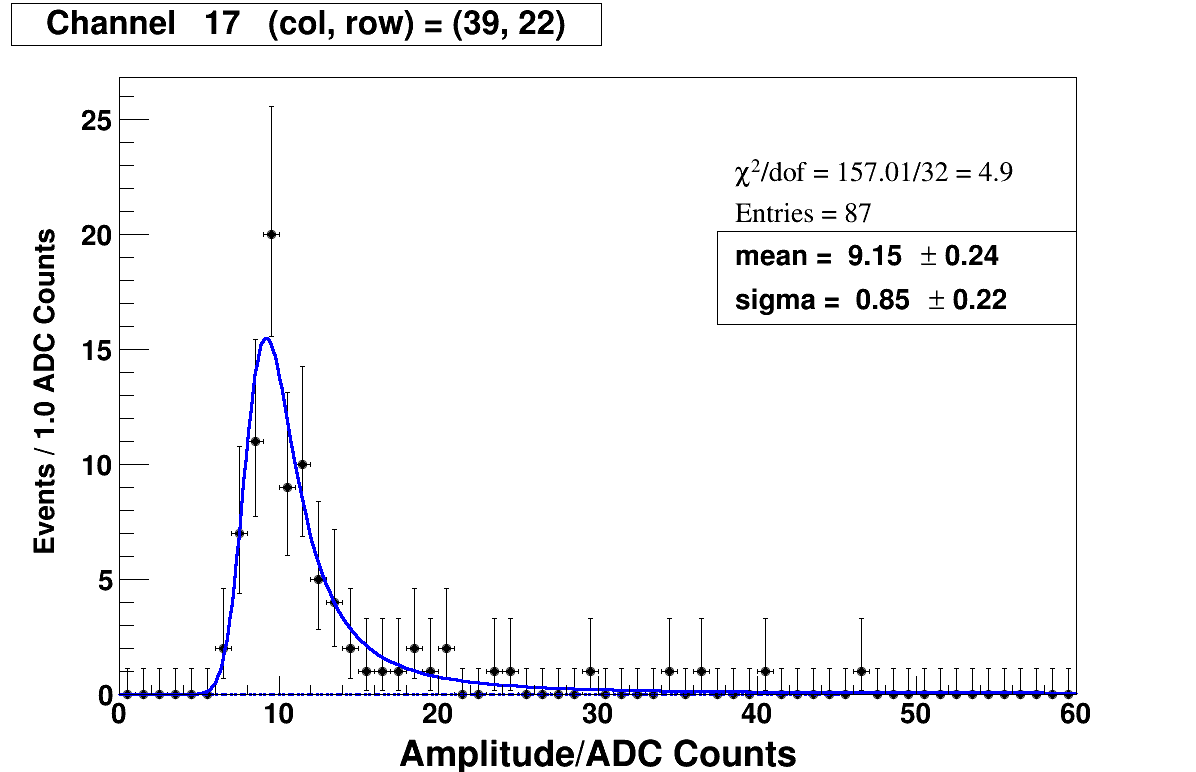 Channel 17 (col, row) = (39, 22)
25
20
15
10
5
0
Events / 1.0 ADC Counts
χ²/dof = 157.01/32 = 4.9
Entries = 87
mean = 9.15 ± 0.24
sigma = 0.85 ± 0.22
0 10 20 30 40 50 60
Amplitude/ADC Counts